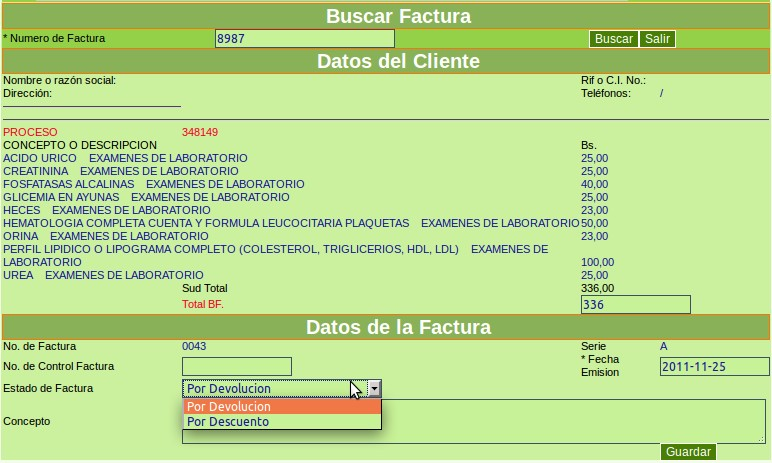 Buscar Factura
* Numero de Factura 8987 Buscar Salir
Datos del Cliente
Nombre o razón social: Rif o C.I. No.:
Dirección: Teléfonos: /
PROCESO 348149
CONCEPTO O DESCRIPCION Bs.
ACIDO URICO EXAMENES DE LABORATORIO 25,00
CREATININA EXAMENES DE LABORATORIO 25,00
FOSFATASAS ALCALINAS EXAMENES DE LABORATORIO 40,00
GLICEMIA EN AYUNAS EXAMENES DE LABORATORIO 25,00
HECES EXAMENES DE LABORATORIO 23,00
HEMATOLOGIA COMPLETA CUENTA Y FORMULA LEUCOCITARIA PLAQUETAS EXAMENES DE LABORATORIO 50,00
ORINA EXAMENES DE LABORATORIO 23,00
PERFIL LIPIDICO O LIPOGRAMA COMPLETO (COLESTEROL, TRIGLICERIOS, HDL, LDL) EXAMENES DE
LABORATORIO 100,00
UREA EXAMENES DE LABORATORIO 25,00
Sud Total 336,00
Total BF. 336
Datos de la Factura
No. de Factura 0043 Serie A
No. de Control Factura * Fecha Emision 2011-11-25
Estado de Factura Por Devolucion
Por Devolucion
Por Descuento
Concepto
Guardar